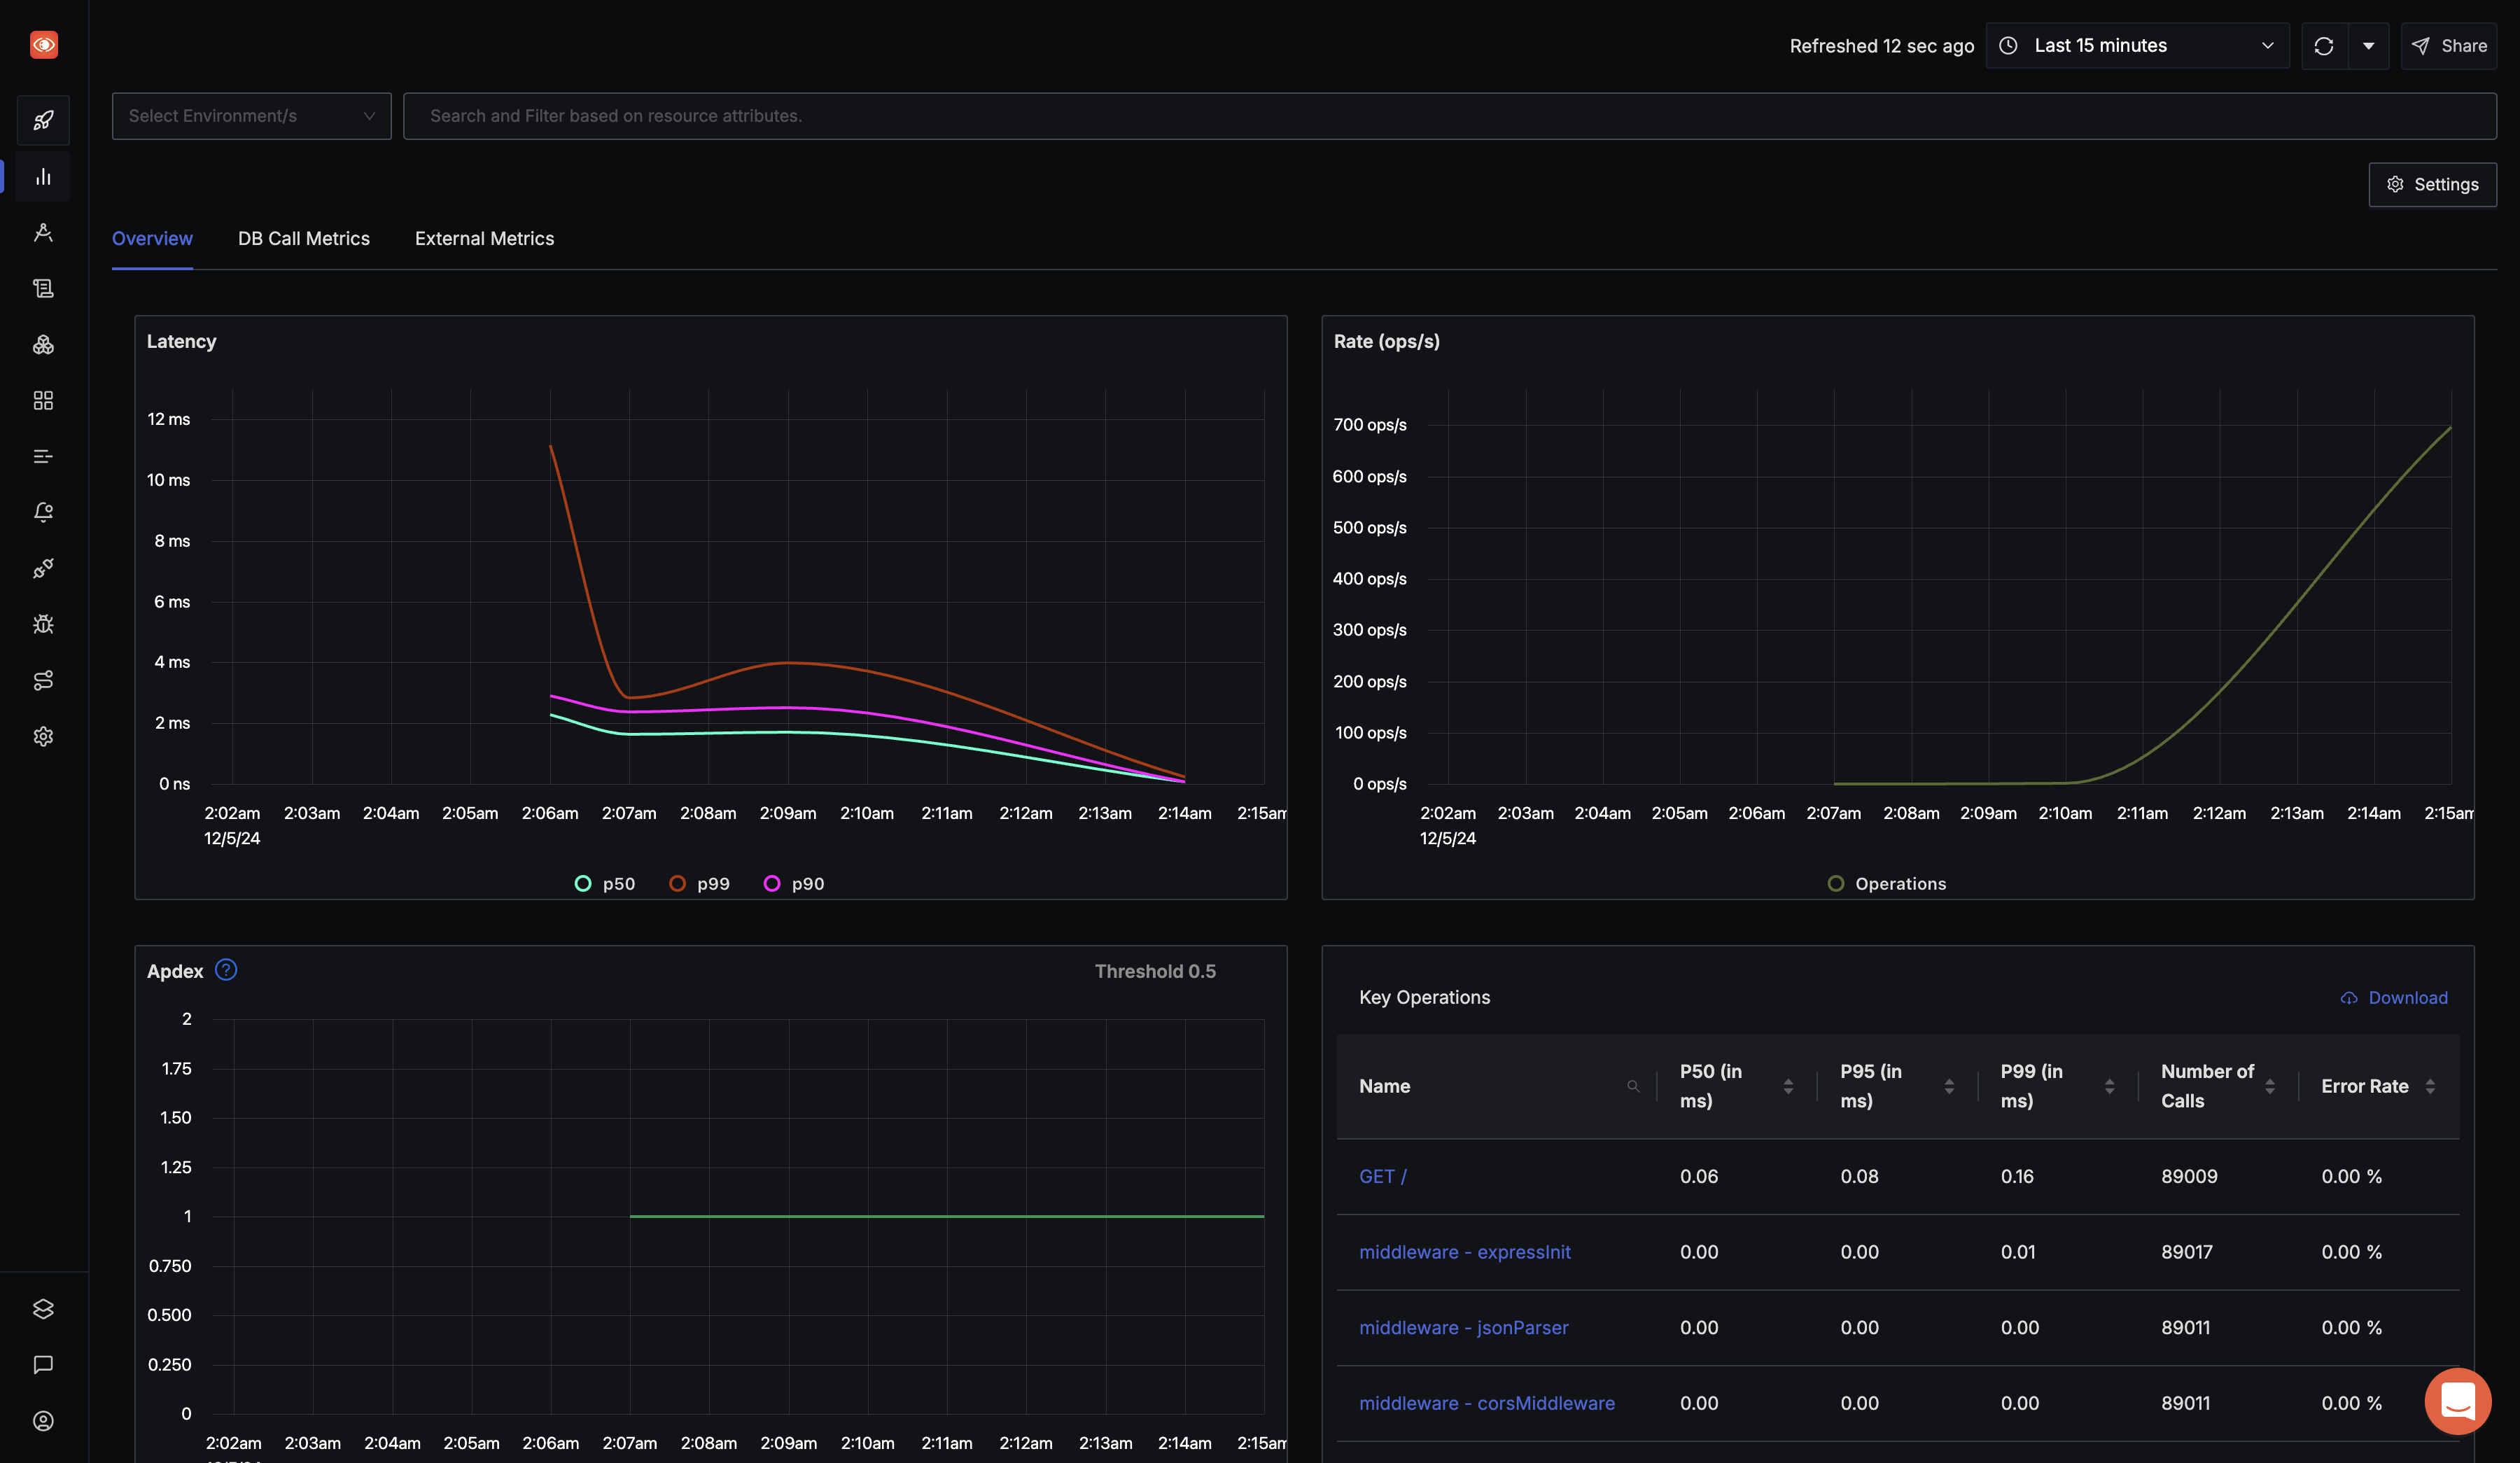 Refreshed 12 sec ago
Last 15 minutes
Share
Select Environment/s
Search and Filter based on resource attributes.
Settings
Overview
DB Call Metrics
External Metrics
Latency
12 ms
10 ms
8 ms
6 ms
4 ms
2 ms
0 ns
2:02am 2:03am 2:04am 2:05am 2:06am 2:07am 2:08am 2:09am 2:10am 2:11am 2:12am 2:13am 2:14am 2:15am
12/5/24
p50 p99 p90
Rate (ops/s)
700 ops/s
600 ops/s
500 ops/s
400 ops/s
300 ops/s
200 ops/s
100 ops/s
0 ops/s
2:02am 2:03am 2:04am 2:05am 2:06am 2:07am 2:08am 2:09am 2:10am 2:11am 2:12am 2:13am 2:14am 2:15am
12/5/24
Operations
Apdex ?
Threshold 0.5
2
1.75
1.50
1.25
1
0.750
0.500
0.250
0
2:02am 2:03am 2:04am 2:05am 2:06am 2:07am 2:08am 2:09am 2:10am 2:11am 2:12am 2:13am 2:14am 2:15am
Key Operations
Download
Name
P50 (in
ms)
P95 (in
ms)
P99 (in
ms)
Number of
Calls
Error Rate
GET / 0.06 0.08 0.16 89009 0.00 %
middleware - expressInit 0.00 0.00 0.01 89017 0.00 %
middleware - jsonParser 0.00 0.00 0.00 89011 0.00 %
middleware - corsMiddleware 0.00 0.00 0.00 89011 0.00 %